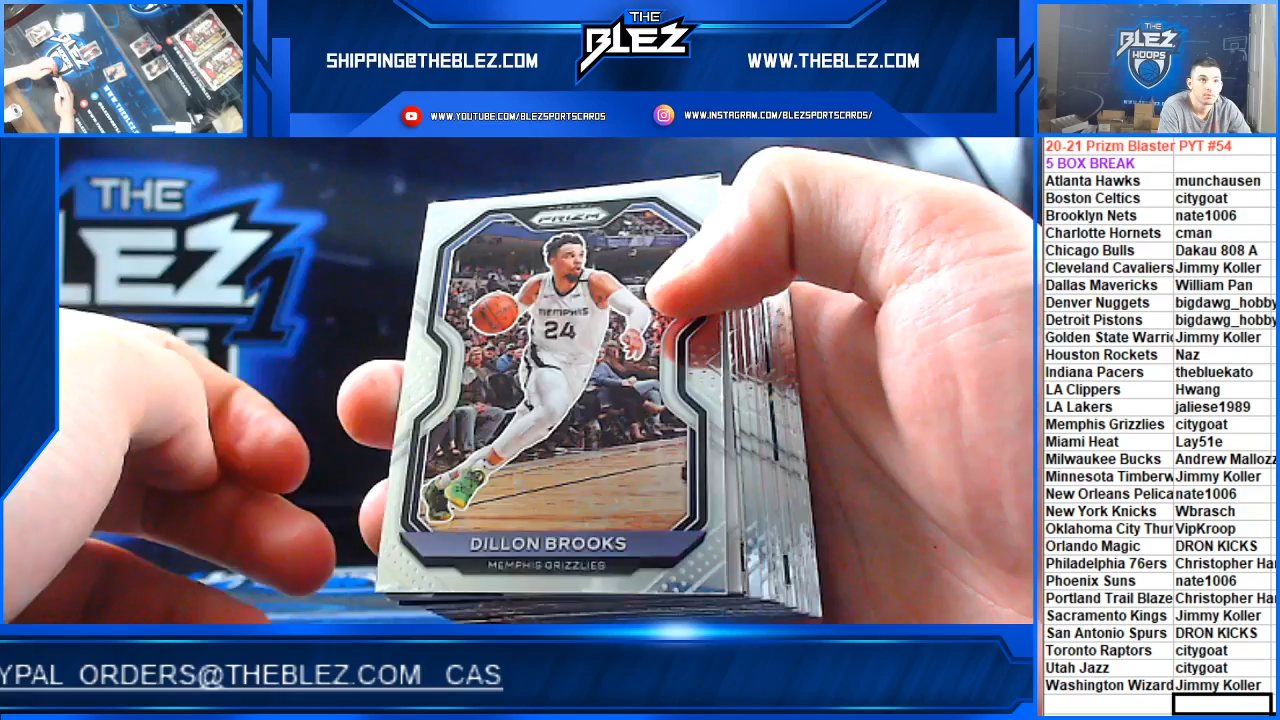 THE
BLEZ
SHIPPING@THEBLEZ.COM
WWW.THEBLEZ.COM
WWW.YOUTUBE.COM/BLEZSPORTSCARDS
WWW.INSTAGRAM.COM/BLEZSPORTSCARDS/
THE
BLEZ
HOOPS
THE
LEZ
1
PRIZM
MEMPHIS
24
DILLON BROOKS
MEMPHIS GRIZZLIES
20-21 Prizm Blaster PYT #54
5 BOX BREAK
Atlanta Hawks munchausen
Boston Celtics citygoat
Brooklyn Nets nate1006
Charlotte Hornets cman
Chicago Bulls Dakau 808 A
Cleveland Cavaliers Jimmy Koller
Dallas Mavericks William Pan
Denver Nuggets bigdawg_hobby
Detroit Pistons bigdawg_hobby
Golden State Warri Jimmy Koller
Houston Rockets Naz
Indiana Pacers thebluekato
LA Clippers Hwang
LA Lakers jaliese1989
Memphis Grizzlies citygoat
Miami Heat Lay51e
Milwaukee Bucks Andrew Mallozz
Minnesota Timberw Jimmy Koller
New Orleans Pelica nate1006
New York Knicks Wbrasch
Oklahoma City Thur VipKroop
Orlando Magic DRON KICKS
Philadelphia 76ers Christopher Ha
Phoenix Suns nate1006
Portland Trail Blaze Christopher Ha
Sacramento Kings Jimmy Koller
San Antonio Spurs DRON KICKS
Toronto Raptors citygoat
Utah Jazz citygoat
Washington Wizard Jimmy Koller
YPAL ORDERS@THEBLEZ.COM CAS